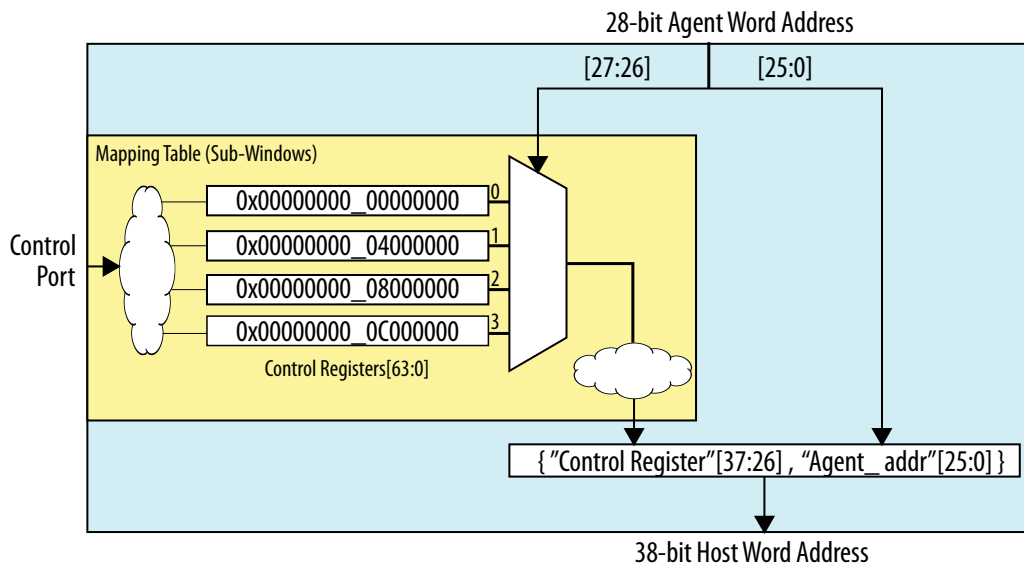 28-bit Agent Word Address
[27:26]
[25:0]
Mapping Table (Sub-Windows)
0x00000000_00000000
0
0x00000000_04000000
1
Control
Port
0x00000000_08000000
2
0x00000000_0C000000
3
Control Registers[63:0]
{ ”Control Register”[37:26] , “Agent_ addr”[25:0] }
38-bit Host Word Address